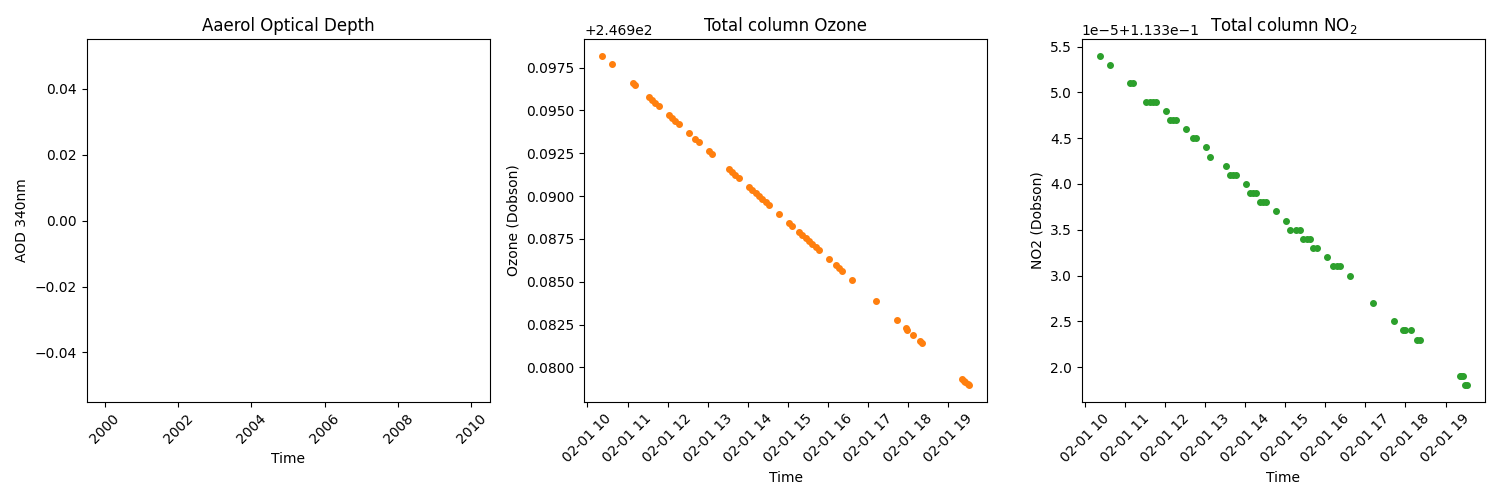 Aaerol Optical Depth
AOD 340nm
0.04
0.02
0.00
−0.02
−0.04
2000 2002 2004 2006 2008 2010
Time
Total column Ozone
+2.469e2
Ozone (Dobson)
0.0975
0.0950
0.0925
0.0900
0.0875
0.0850
0.0825
0.0800
02-01 10 02-01 11 02-01 12 02-01 13 02-01 14 02-01 15 02-01 16 02-01 17 02-01 18 02-01 19
Time
Total column NO₂
1e−5+1.133e−1
NO2 (Dobson)
5.5
5.0
4.5
4.0
3.5
3.0
2.5
2.0
02-01 10 02-01 11 02-01 12 02-01 13 02-01 14 02-01 15 02-01 16 02-01 17 02-01 18 02-01 19
Time